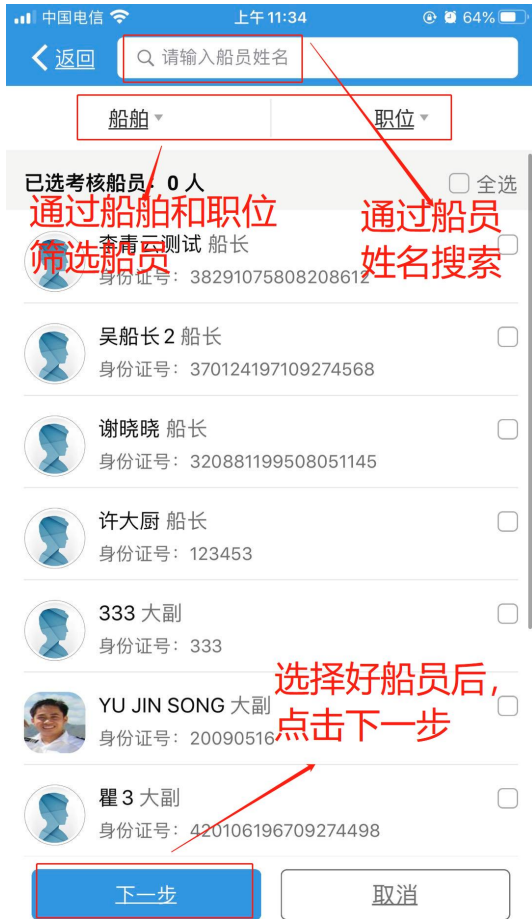 中国电信 上午11:34 64%
返回 请输入船员姓名
船舶 职位
已选考核船员：0 人 全选
通过船舶和职位
筛选船员
通过船员
姓名搜索
李青云测试 船长
身份证号：38291075808208612
吴船长2 船长
身份证号：370124197109274568
谢晓晓 船长
身份证号：320881199508051145
许大厨 船长
身份证号：123453
333 大副
身份证号：333
选择好船员后，
点击下一步
YU JIN SONG 大副
身份证号：20090516
瞿3 大副
身份证号：420106196709274498
下一步 取消